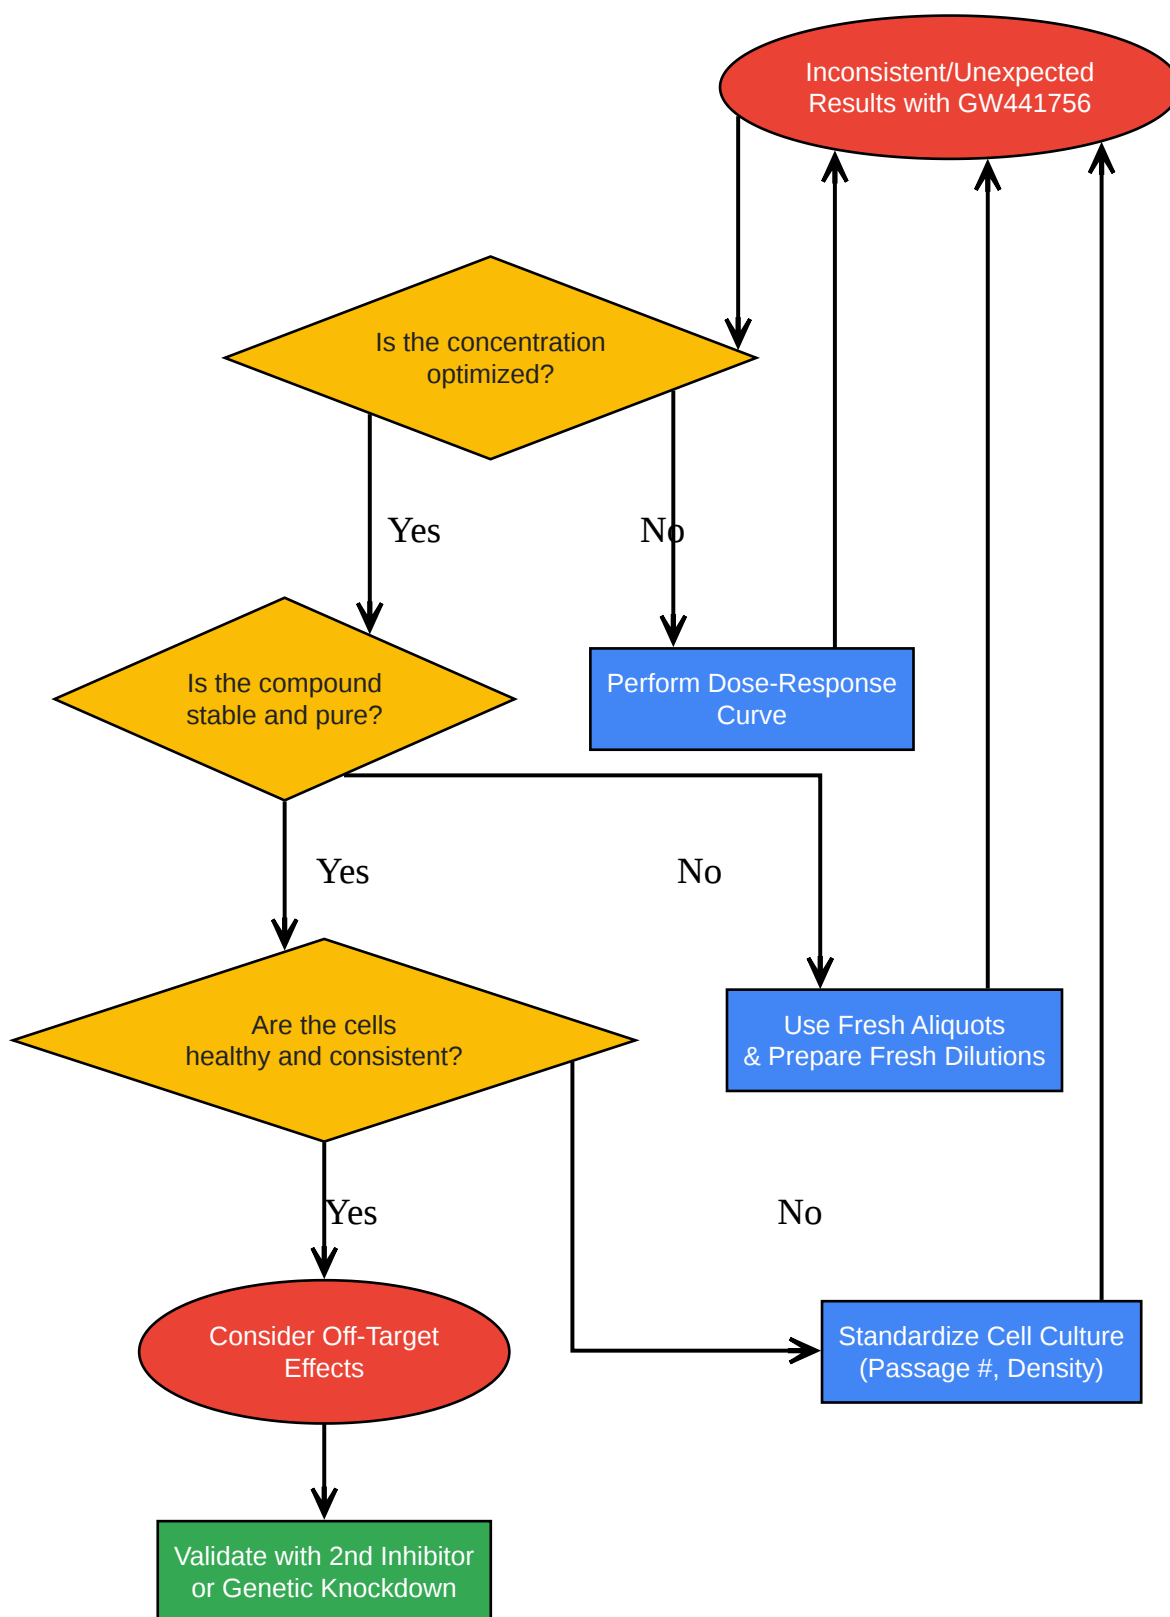 Inconsistent/Unexpected
Results with GW441756
Is the concentration
optimized?
Yes
No
Is the compound
stable and pure?
Perform Dose-Response
Curve
Yes
No
Are the cells
healthy and consistent?
Use Fresh Aliquots
& Prepare Fresh Dilutions
Yes
No
Consider Off-Target
Effects
Standardize Cell Culture
(Passage #, Density)
Validate with 2nd Inhibitor
or Genetic Knockdown